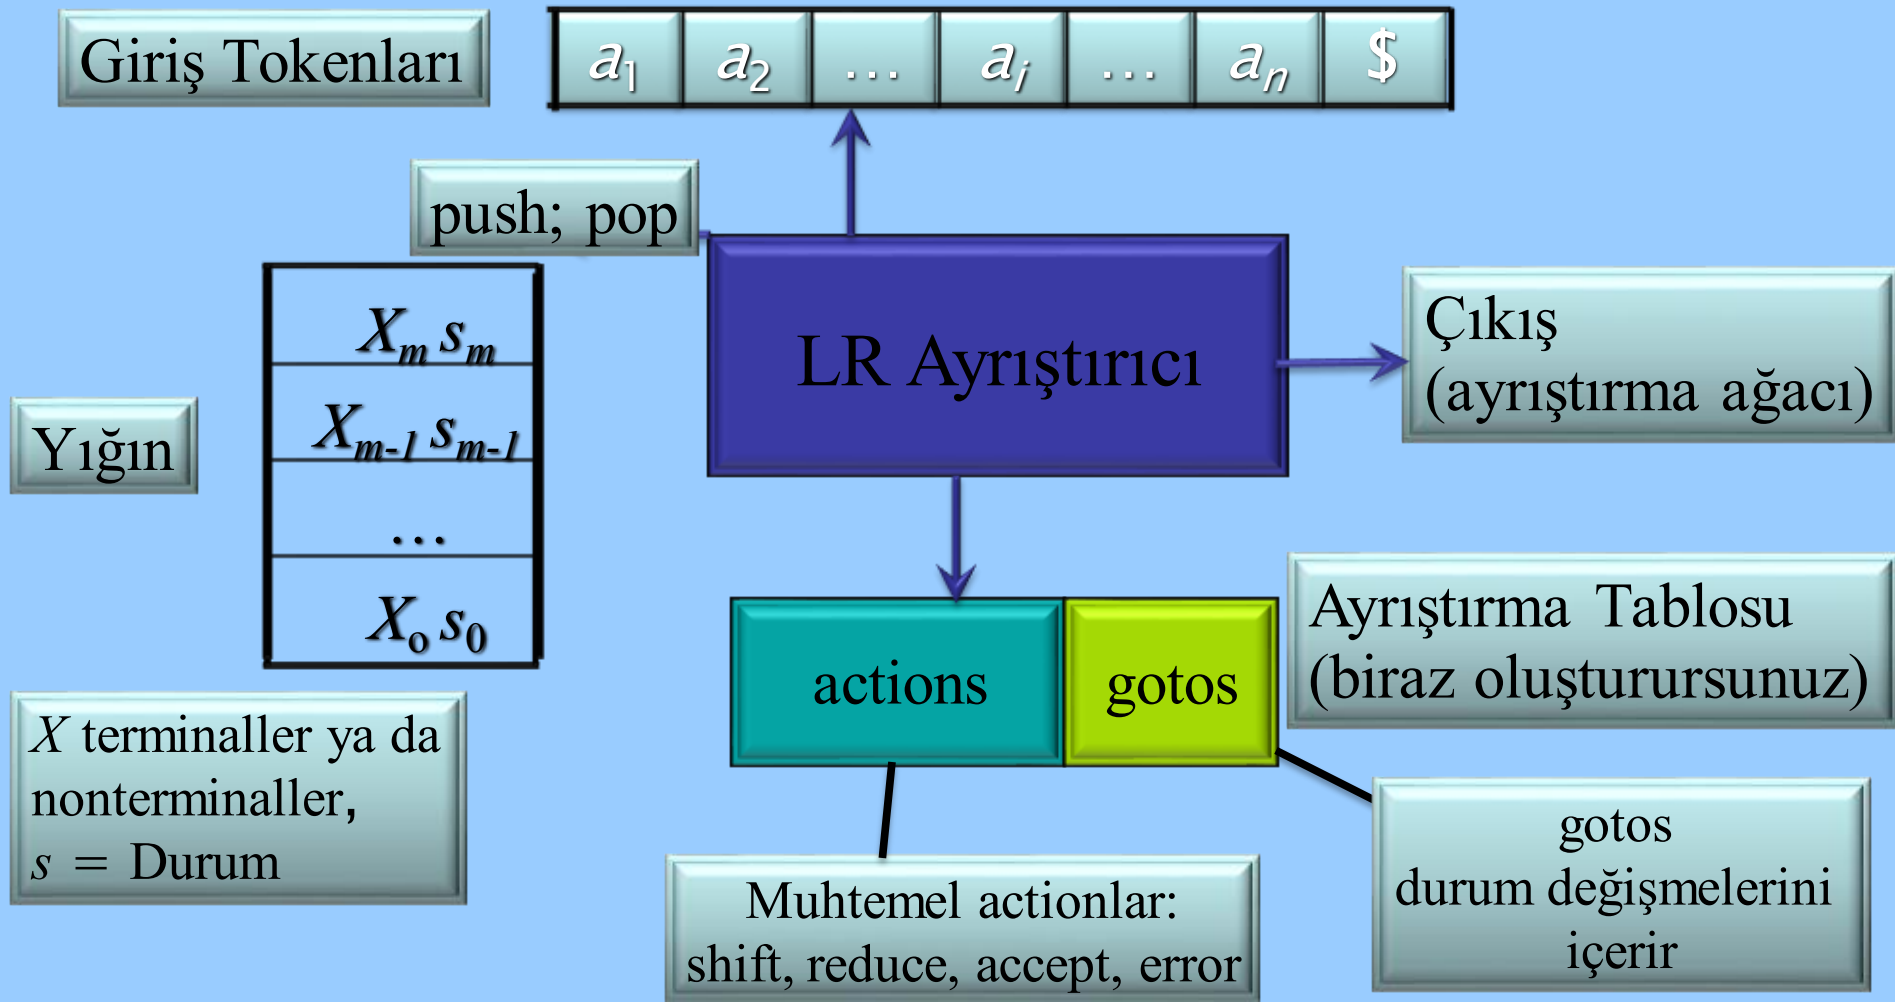 Giriş Tokenları
a1 a2 … ai … an $
push; pop
Xm sm
Xm-1 sm-1
…
Xo s0
Yığın
LR Ayrıştırıcı
Çıkış
(ayrıştırma ağacı)
actions
gotos
Ayrıştırma Tablosu
(biraz oluşturursunuz)
X terminaller ya da
nonterminaller,
s = Durum
Muhtemel actionlar:
shift, reduce, accept, error
gotos
durum değişmelerini
içerir